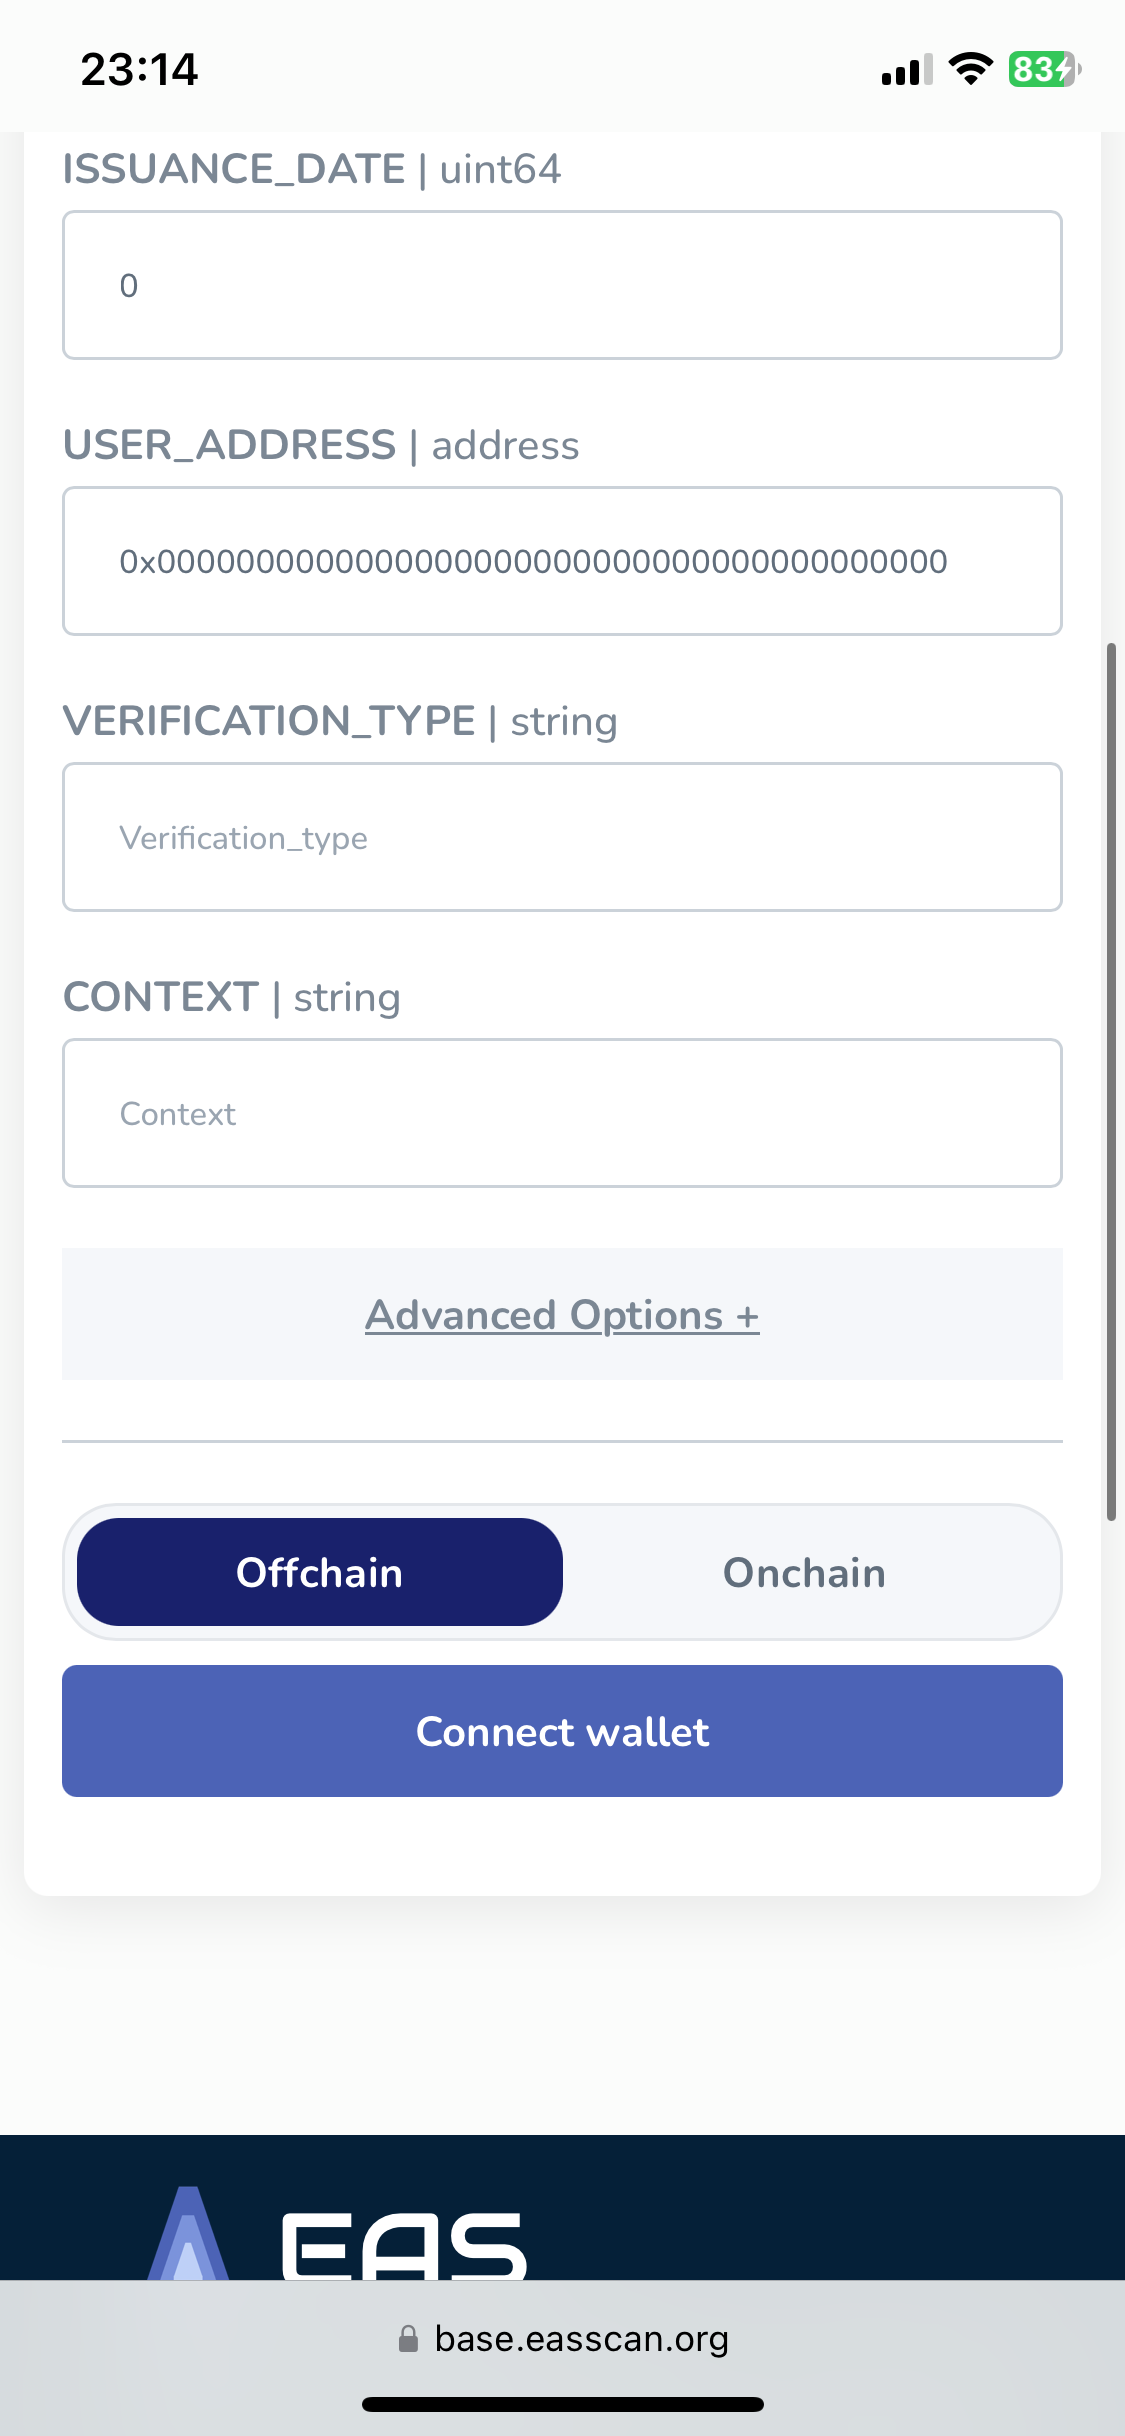 23:14
83
ISSUANCE_DATE | uint64
0
USER_ADDRESS | address
0x0000000000000000000000000000000000000000
VERIFICATION_TYPE | string
Verification_type
CONTEXT | string
Context
Advanced Options +
Offchain
Onchain
Connect wallet
EAS
base.easscan.org